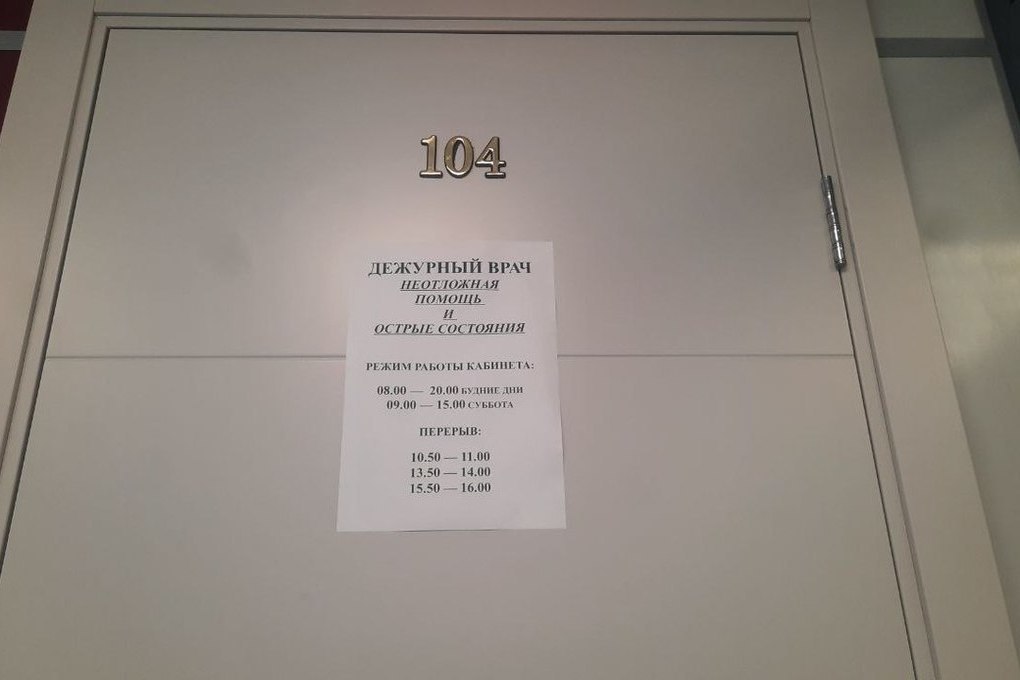 104
ДЕЖУРНЫЙ ВРАЧ
НЕОТЛОЖНАЯ
ПОМОЩЬ
И
ОСТРЫЕ СОСТОЯНИЯ
РЕЖИМ РАБОТЫ КАБИНЕТА:
08.00 — 20.00 БУДНИЕ ДНИ
09.00 — 15.00 СУББОТА
ПЕРЕРЫВ:
10.50 — 11.00
13.50 — 14.00
15.50 — 16.00